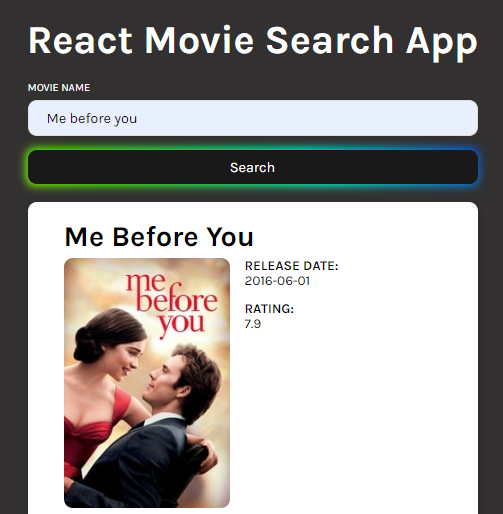 React Movie Search App
MOVIE NAME
Me before you
Search
Me Before You
me
before
you
RELEASE DATE:
2016-06-01
RATING:
7.9